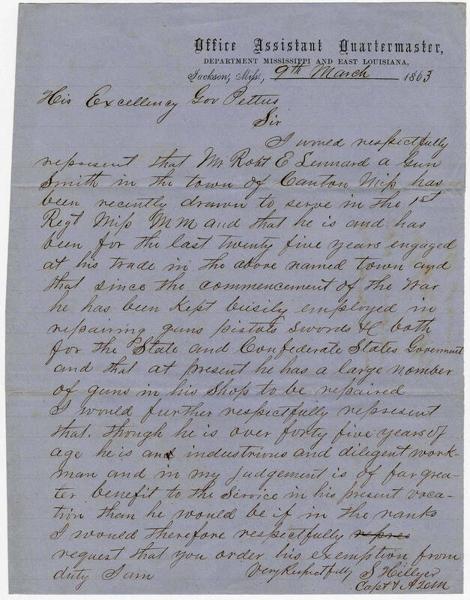 Office Assistant Quartermaster,
DEPARTMENT MISSISSIPPI AND EAST LOUISIANA,
Jackson, Miss., 9th March 1863
His Excellency Gov Pettus
Sir
I would respectfully
represent that Mr Robt E Lennard a Gun
Smith in the town of Canton Miss has
been recently drawn to serve in the 1st
Regt Miss M M and that he is and has
been for the last twenty five years engaged
at his trade in the above named town and
that since the commencement of the War
he has been kept busily employed in
repairing guns pistols swords &C both
for the State and Confederate States Government
and that at present he has a large number
of guns in his shop to be repaired
I would further respectfully represent
that, though he is over forty five years of
age he is an industrious and diligent work-
man and in my judgement is of far grea-
ter benefit to the service in his present voca-
tion than he would be if in the ranks
I would therefore respectfully repres
request that you order his exemption from
duty I am
Very Respectfully S Hillyer
Capt & AQM